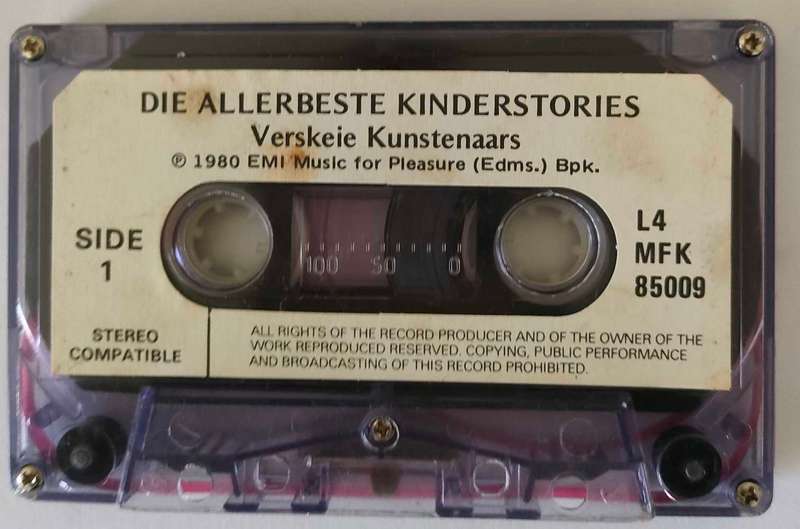 DIE ALLERBESTE KINDERSTORIES
Verskeie Kunstenaars
℗ 1980 EMI Music for Pleasure (Edms.) Bpk.
SIDE
1
L4
MFK
85009
100 50 0
STEREO
COMPATIBLE
ALL RIGHTS OF THE RECORD PRODUCER AND OF THE OWNER OF THE
WORK REPRODUCED RESERVED. COPYING, PUBLIC PERFORMANCE
AND BROADCASTING OF THIS RECORD PROHIBITED.